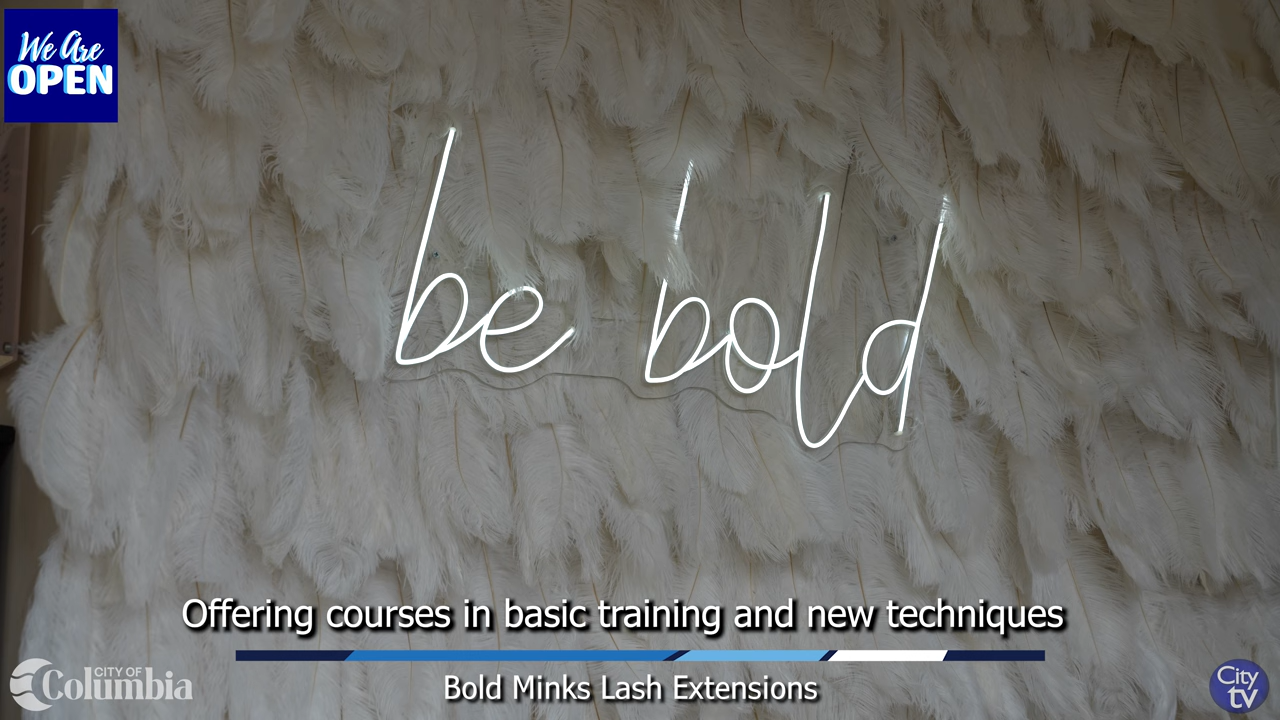 We Are
OPEN
be bold
Offering courses in basic training and new techniques
CITY OF
Columbia
Bold Minks Lash Extensions
City
tv